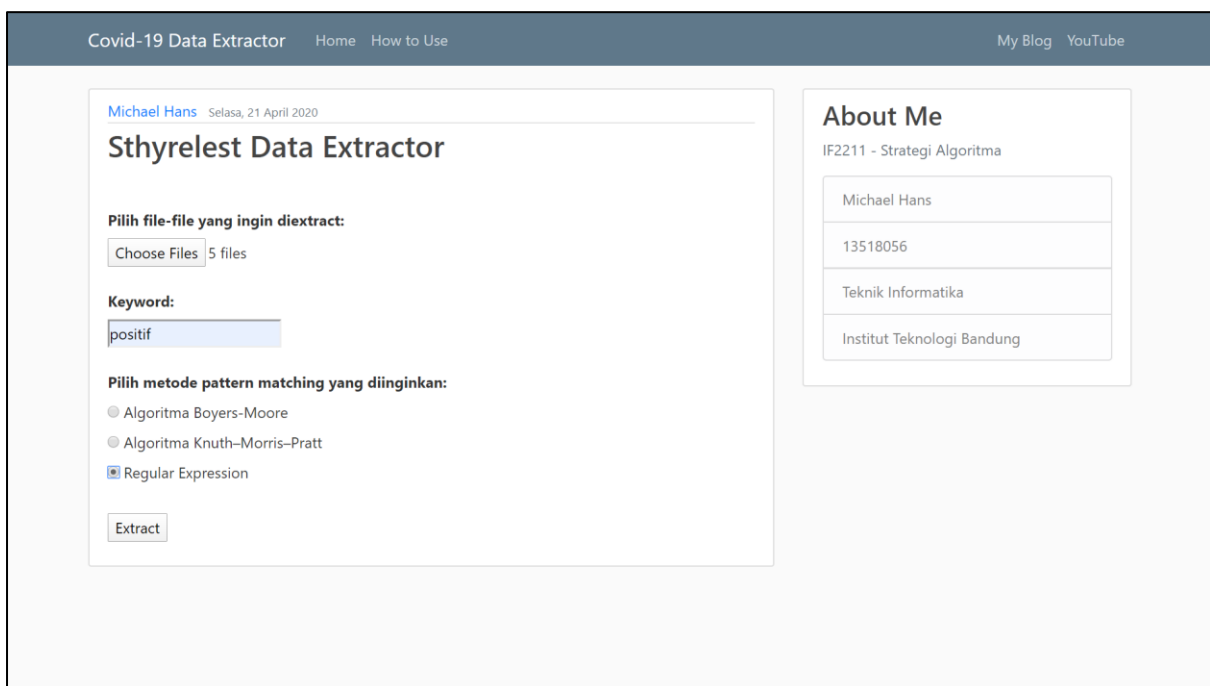 Covid-19 Data Extractor Home How to Use My Blog YouTube
Michael Hans Selasa, 21 April 2020
Sthyrelest Data Extractor
Pilih file-file yang ingin diextract:
Choose Files 5 files
Keyword:
positif
Pilih metode pattern matching yang diinginkan:
Algoritma Boyers-Moore
Algoritma Knuth–Morris–Pratt
Regular Expression
Extract
About Me
IF2211 - Strategi Algoritma
Michael Hans
13518056
Teknik Informatika
Institut Teknologi Bandung